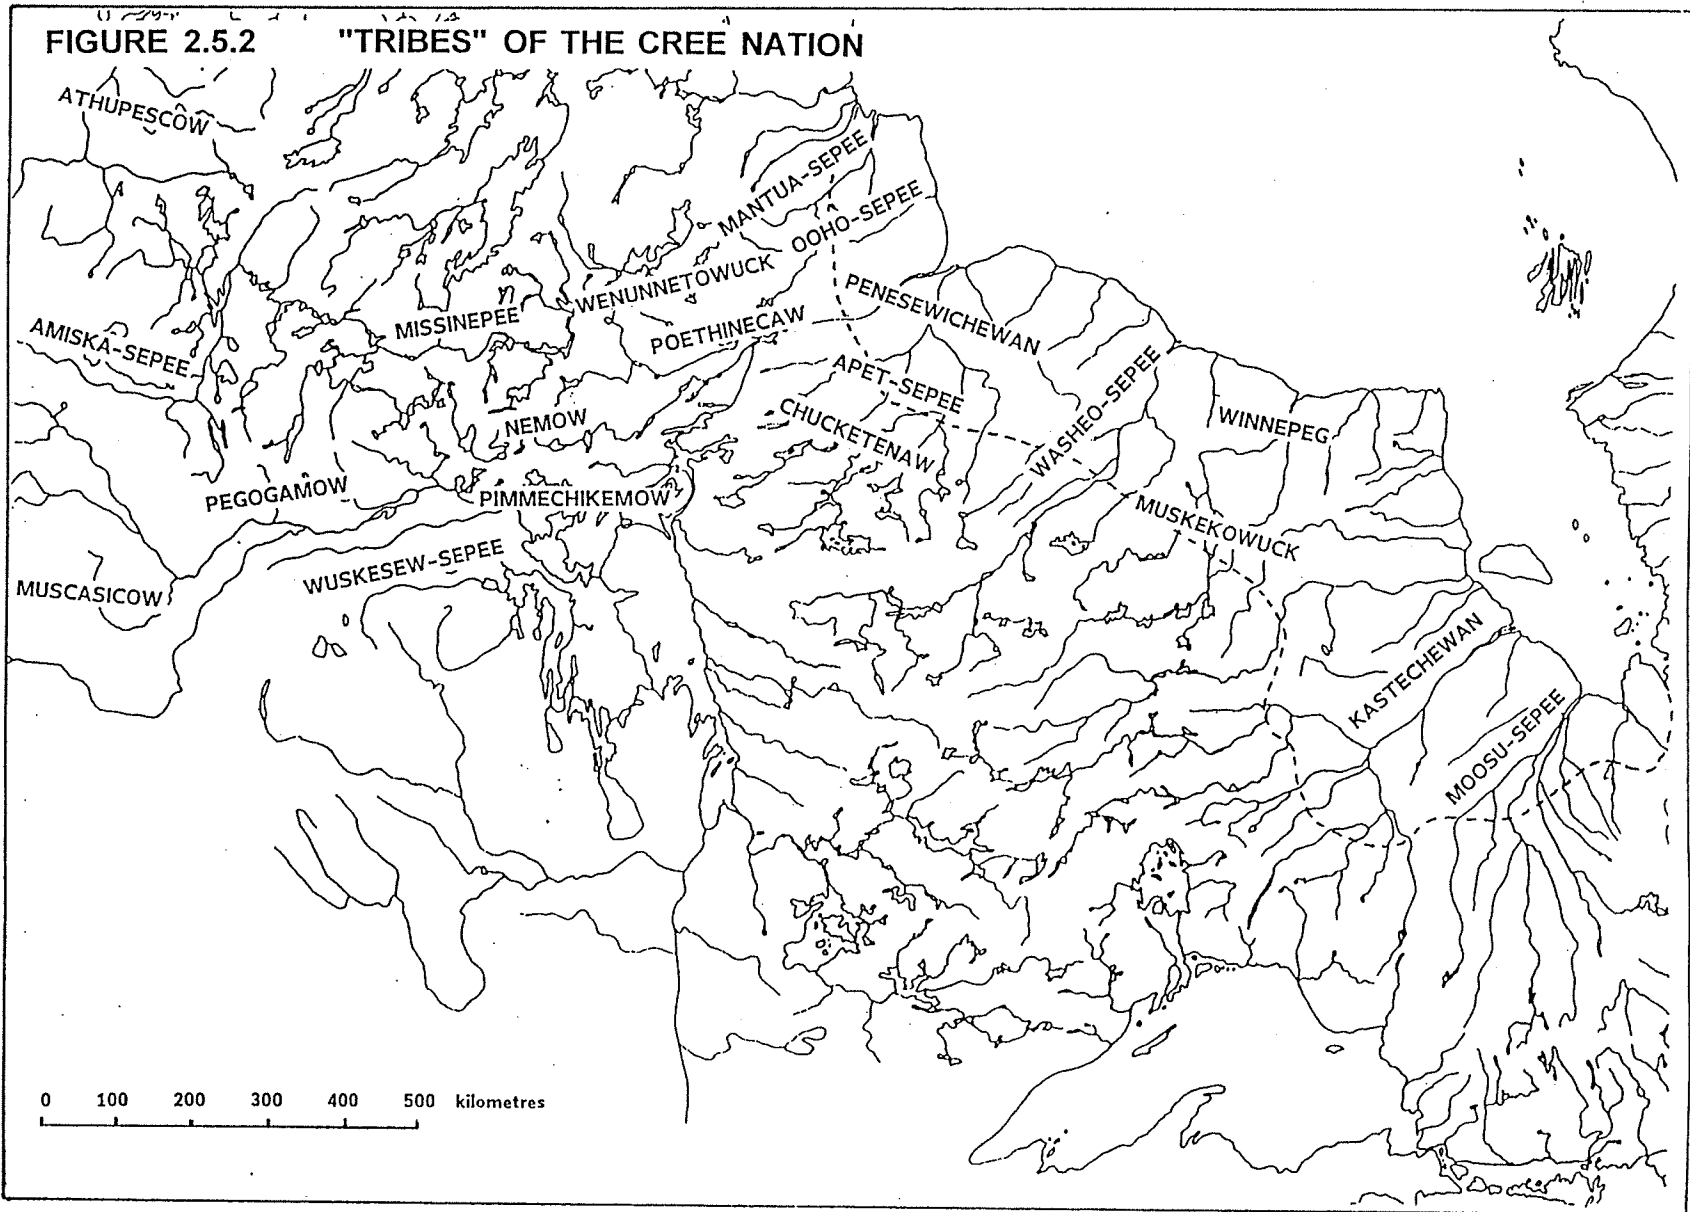 FIGURE 2.5.2 "TRIBES" OF THE CREE NATION
ATHUPESCOW
MANTUA-SEPEE
OOHO-SEPEE
WENUNNETOWUCK
PENESEWICHEWAN
MISSINEPEE
POETHINECAW
AMISKA-SEPEE
APET-SEPEE
WASHEO-SEPEE
CHUCKETENAW
NEMOW
WINNEPEG
PEGOGAMOW
PIMMECHIKEMOW
MUSKEKOWUCK
WUSKESEW-SEPEE
MUSCASICOW
KASTECHEWAN
MOOSU-SEPEE
0 100 200 300 400 500 kilometres